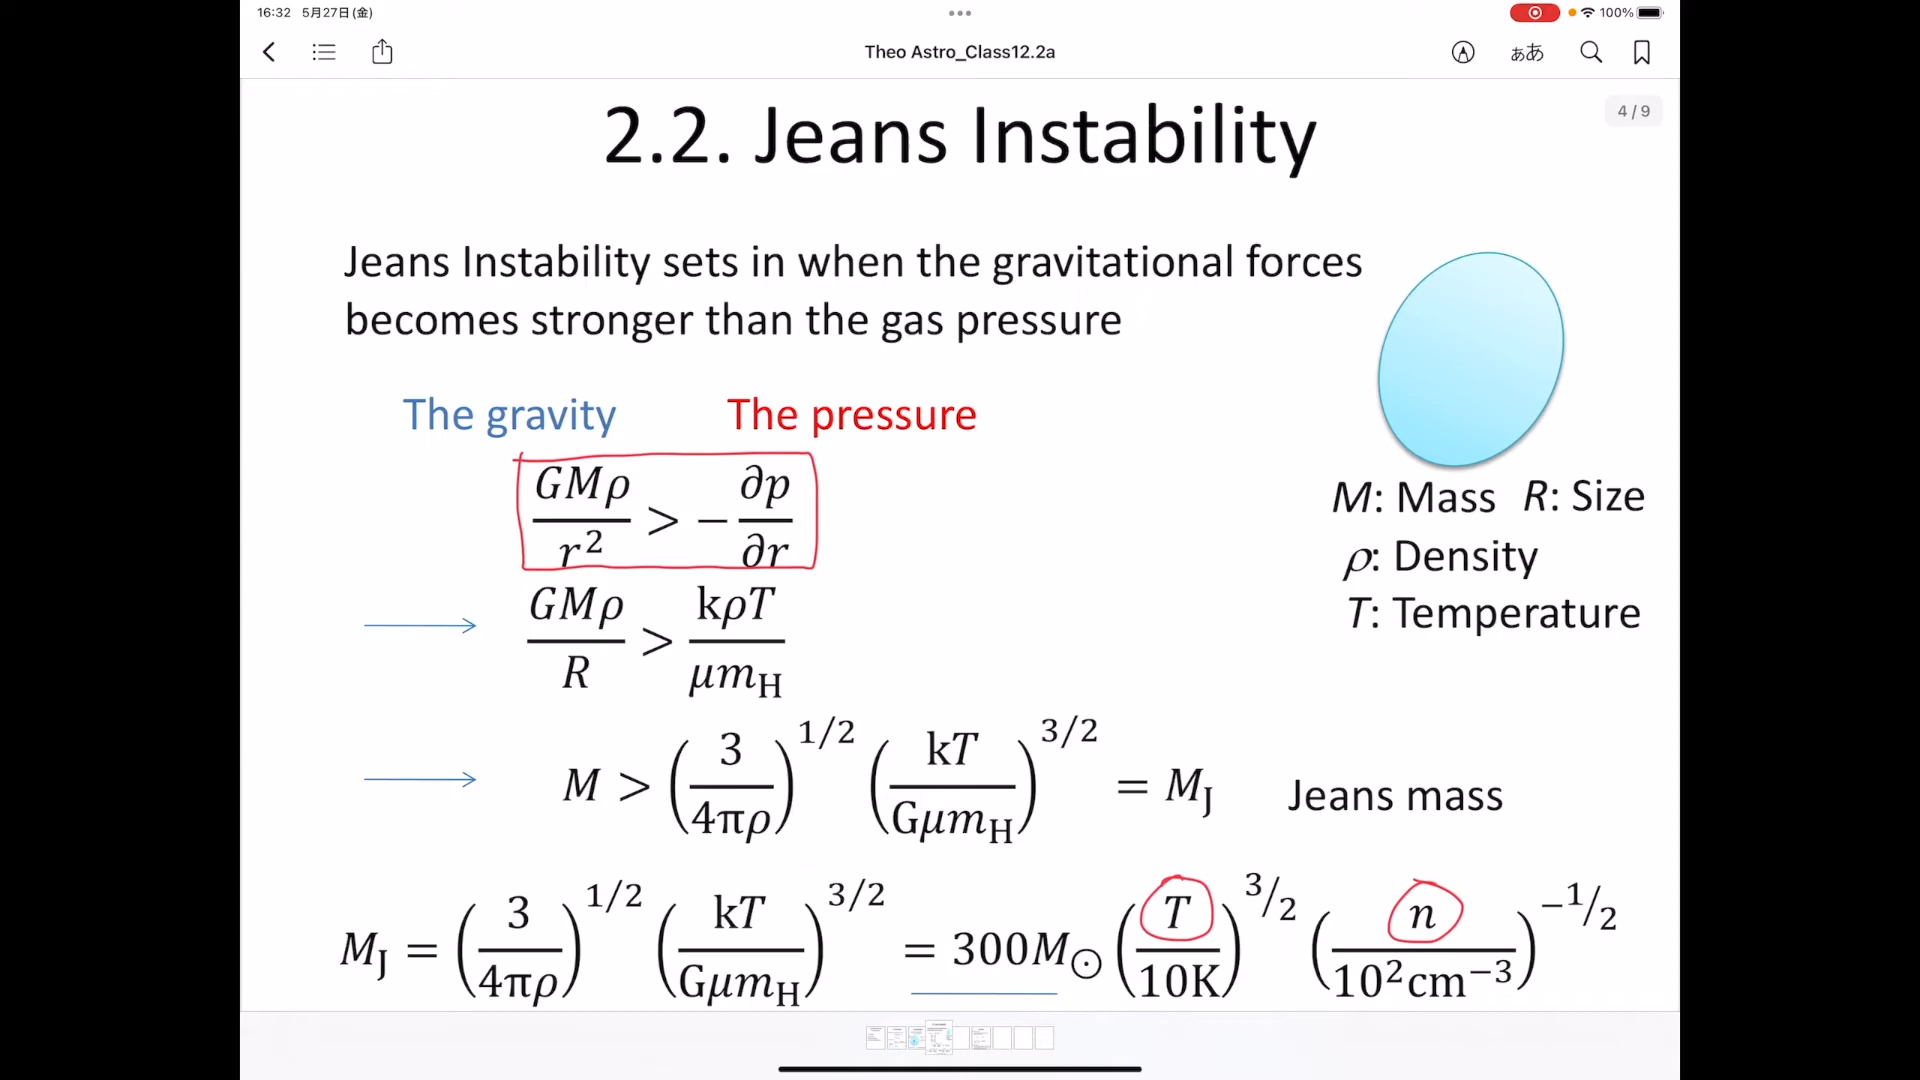 16:32 5月27日(金)
100%
Theo Astro_Class12.2a
ぁあ
4 / 9
2.2. Jeans Instability
Jeans Instability sets in when the gravitational forces
becomes stronger than the gas pressure
The gravity The pressure
GMρ/r² > − ∂p/∂r
M: Mass R: Size
ρ: Density
T: Temperature
GMρ/R > kρT/μm_H
M > (3/4πρ)^1/2 (kT/Gμm_H)^3/2 = M_J Jeans mass
M_J = (3/4πρ)^1/2 (kT/Gμm_H)^3/2 = 300M_⊙ (T/10K)^3/2 (n/10²cm⁻³)^−1/2